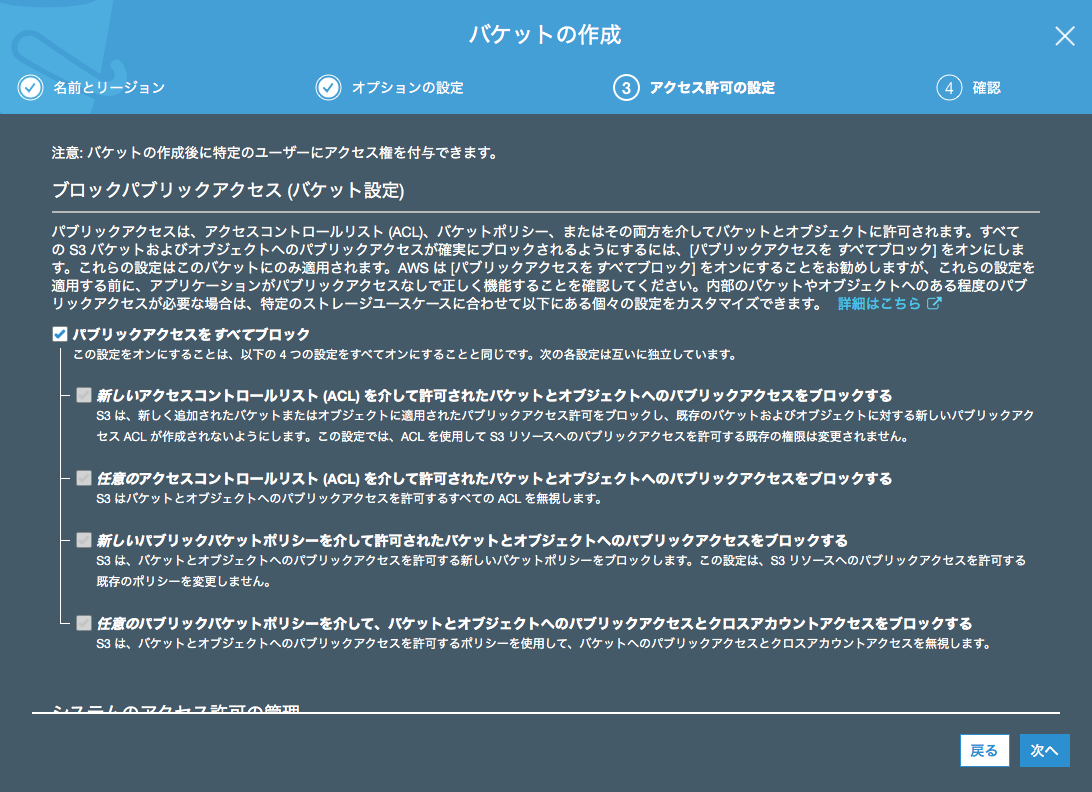 バケットの作成
名前とリージョン
オプションの設定
3 アクセス許可の設定
4 確認
注意: バケットの作成後に特定のユーザーにアクセス権を付与できます。
ブロックパブリックアクセス (バケット設定)
パブリックアクセスは、アクセスコントロールリスト (ACL)、バケットポリシー、またはその両方を介してバケットとオブジェクトに許可されます。すべて
の S3 バケットおよびオブジェクトへのパブリックアクセスが確実にブロックされるようにするには、[パブリックアクセスを すべてブロック] をオンにしま
す。これらの設定はこのバケットにのみ適用されます。AWS は [パブリックアクセスを すべてブロック] をオンにすることをお勧めしますが、これらの設定を
適用する前に、アプリケーションがパブリックアクセスなしで正しく機能することを確認してください。内部のバケットやオブジェクトへのある程度のパブ
リックアクセスが必要な場合は、特定のストレージユースケースに合わせて以下にある個々の設定をカスタマイズできます。 詳細はこちら
パブリックアクセスを すべてブロック
この設定をオンにすることは、以下の 4 つの設定をすべてオンにすることと同じです。次の各設定は互いに独立しています。
新しいアクセスコントロールリスト (ACL) を介して許可されたバケットとオブジェクトへのパブリックアクセスをブロックする
S3 は、新しく追加されたバケットまたはオブジェクトに適用されたパブリックアクセス許可をブロックし、既存のバケットおよびオブジェクトに対する新しいパブリックアク
セス ACL が作成されないようにします。この設定では、ACL を使用して S3 リソースへのパブリックアクセスを許可する既存の権限は変更されません。
任意のアクセスコントロールリスト (ACL) を介して許可されたバケットとオブジェクトへのパブリックアクセスをブロックする
S3 はバケットとオブジェクトへのパブリックアクセスを許可するすべての ACL を無視します。
新しいパブリックバケットポリシーを介して許可されたバケットとオブジェクトへのパブリックアクセスをブロックする
S3 は、バケットとオブジェクトへのパブリックアクセスを許可する新しいバケットポリシーをブロックします。この設定は、S3 リソースへのパブリックアクセスを許可する
既存のポリシーを変更しません。
任意のパブリックバケットポリシーを介して、バケットとオブジェクトへのパブリックアクセスとクロスアカウントアクセスをブロックする
S3 は、バケットとオブジェクトへのパブリックアクセスを許可するポリシーを使用して、バケットへのパブリックアクセスとクロスアカウントアクセスを無視します。
システムのアクセス許可の管理
戻る
次へ